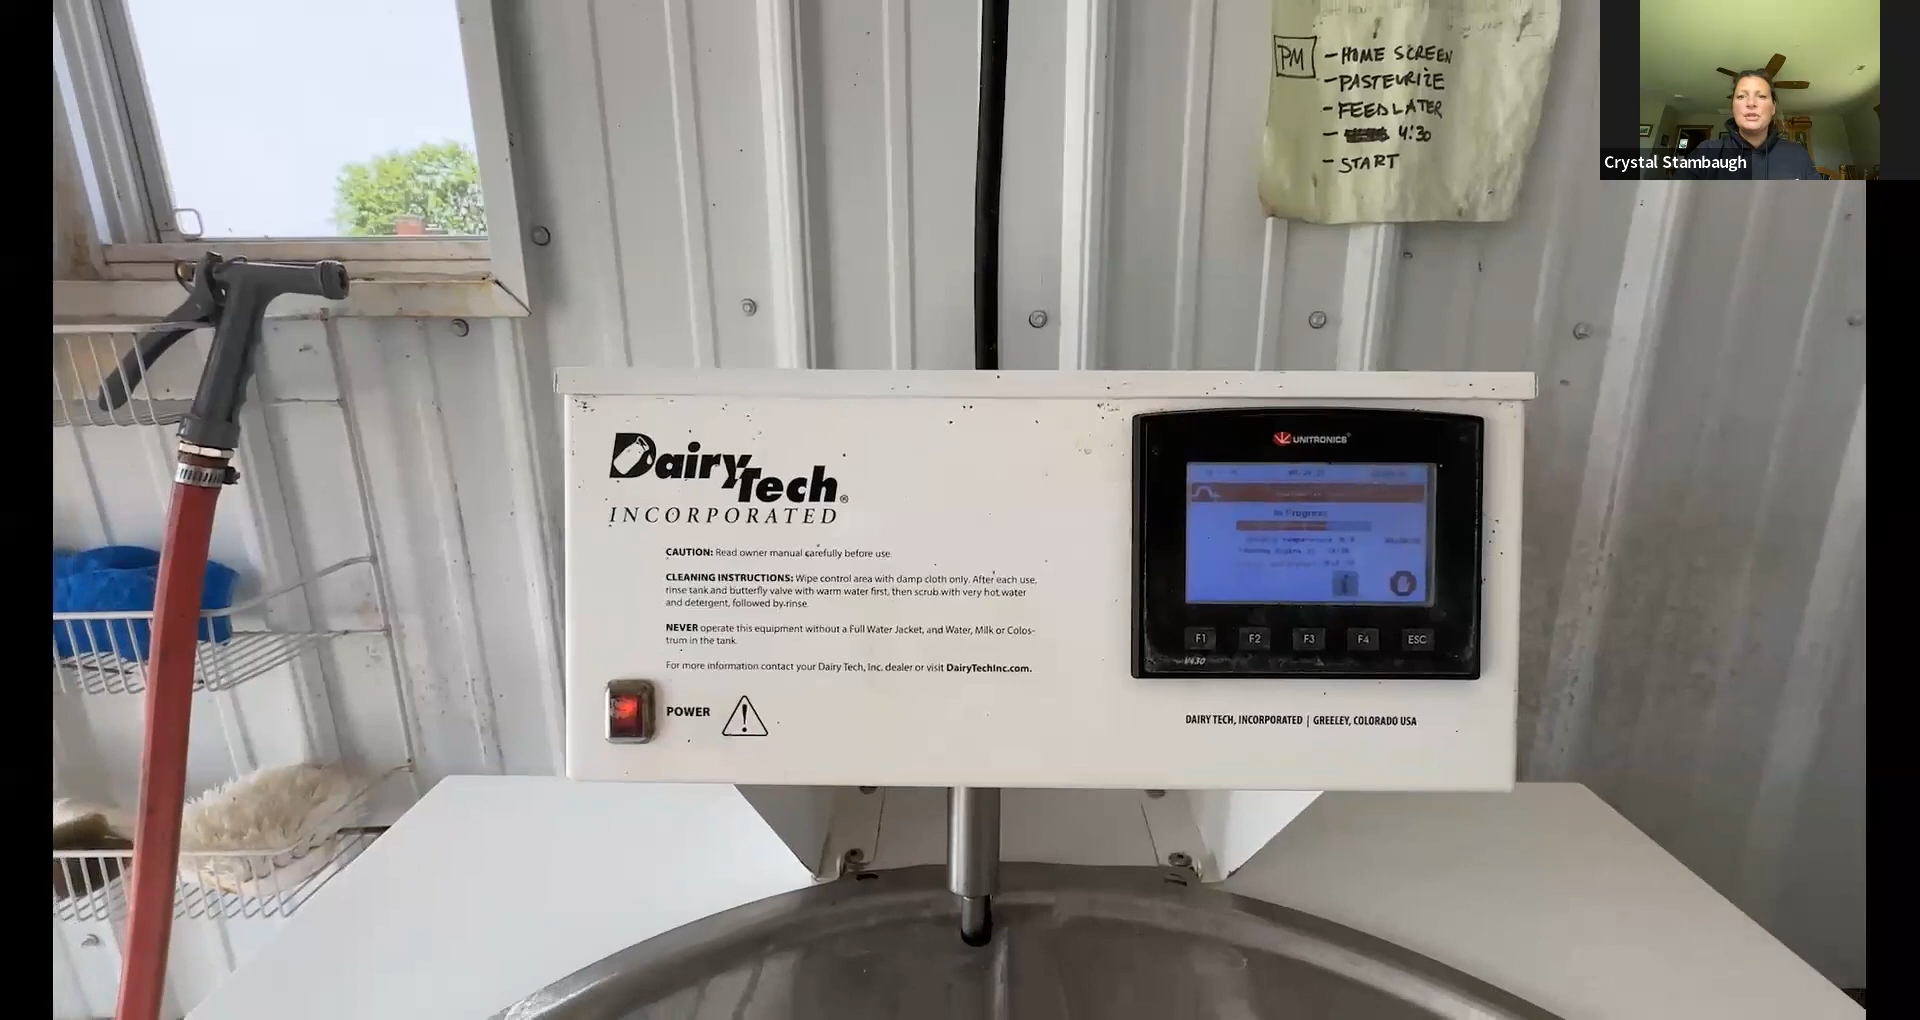 PM
- HOME SCREEN
- PASTEURIZE
- FEED LATER
- 4:30
- START
Crystal Stambaugh
DairyTech®
INCORPORATED
CAUTION: Read owner manual carefully before use
CLEANING INSTRUCTIONS: Wipe control area with damp cloth only. After each use,
rinse tank and butterfly valve with warm water first, then scrub with very hot water
and detergent, followed by rinse.
NEVER operate this equipment without a Full Water Jacket, and Water, Milk or Colos-
trum in the tank.
For more information contact your Dairy Tech, Inc. dealer or visit DairyTechInc.com.
POWER
UNITRONICS®
In Progress
F1 F2 F3 F4 ESC
V430
DAIRY TECH, INCORPORATED | GREELEY, COLORADO USA